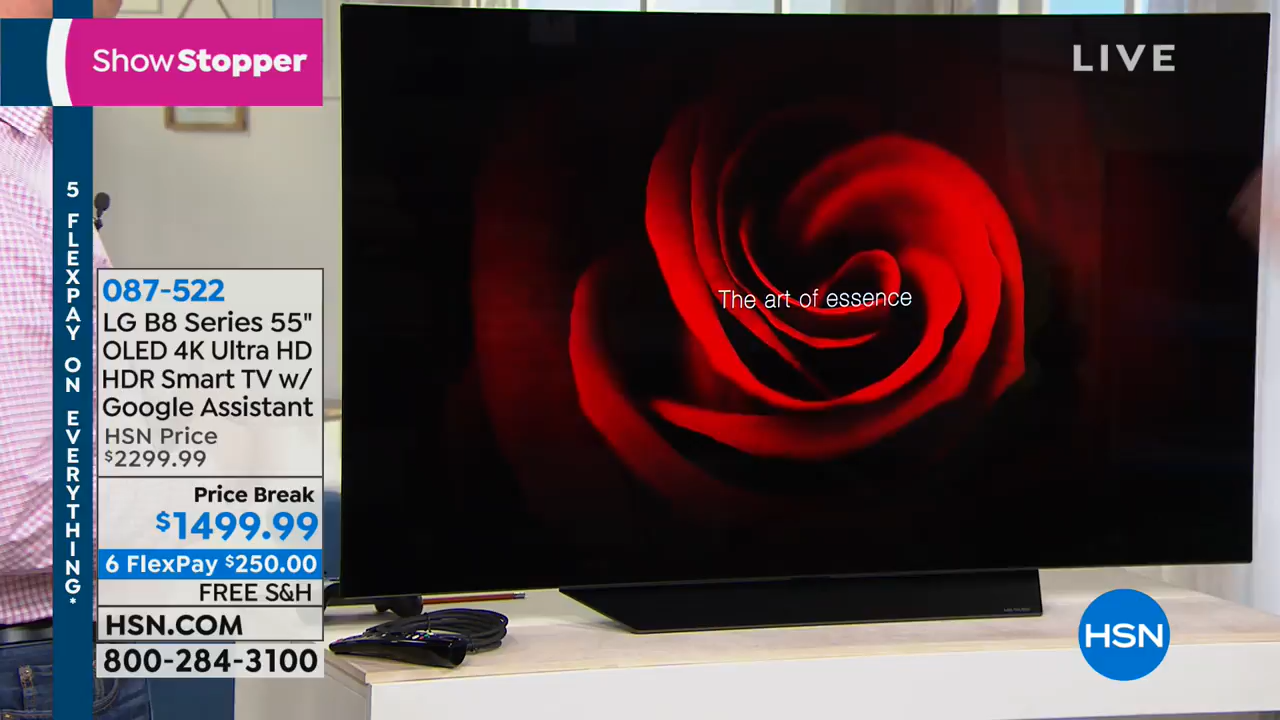 ShowStopper
LIVE
5 FLEXPAY ON EVERYTHING*
087-522
LG B8 Series 55"
OLED 4K Ultra HD
HDR Smart TV w/
Google Assistant
HSN Price
$2299.99
Price Break
$1499.99
6 FlexPay $250.00
FREE S&H
HSN.COM
800-284-3100
The art of essence
HSN